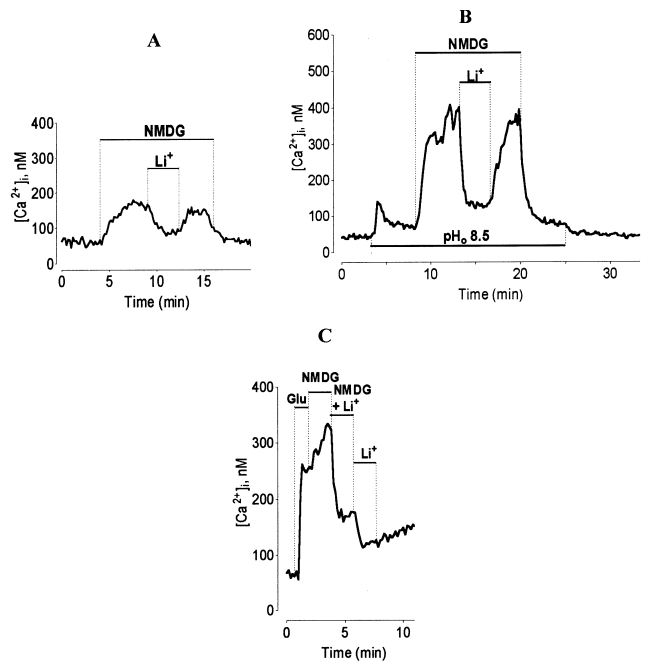 A
B
NMDG
Li+
[Ca2+]i, nM
400
300
200
100
0
0
5
10
15
Time (min)
NMDG
Li+
[Ca2+]i, nM
600
500
400
300
200
100
0
pHo 8.5
0
10
20
30
Time (min)
C
NMDG
NMDG
Glu
+ Li+
Li+
[Ca2+]i, nM
400
300
200
100
0
0
5
10
Time (min)